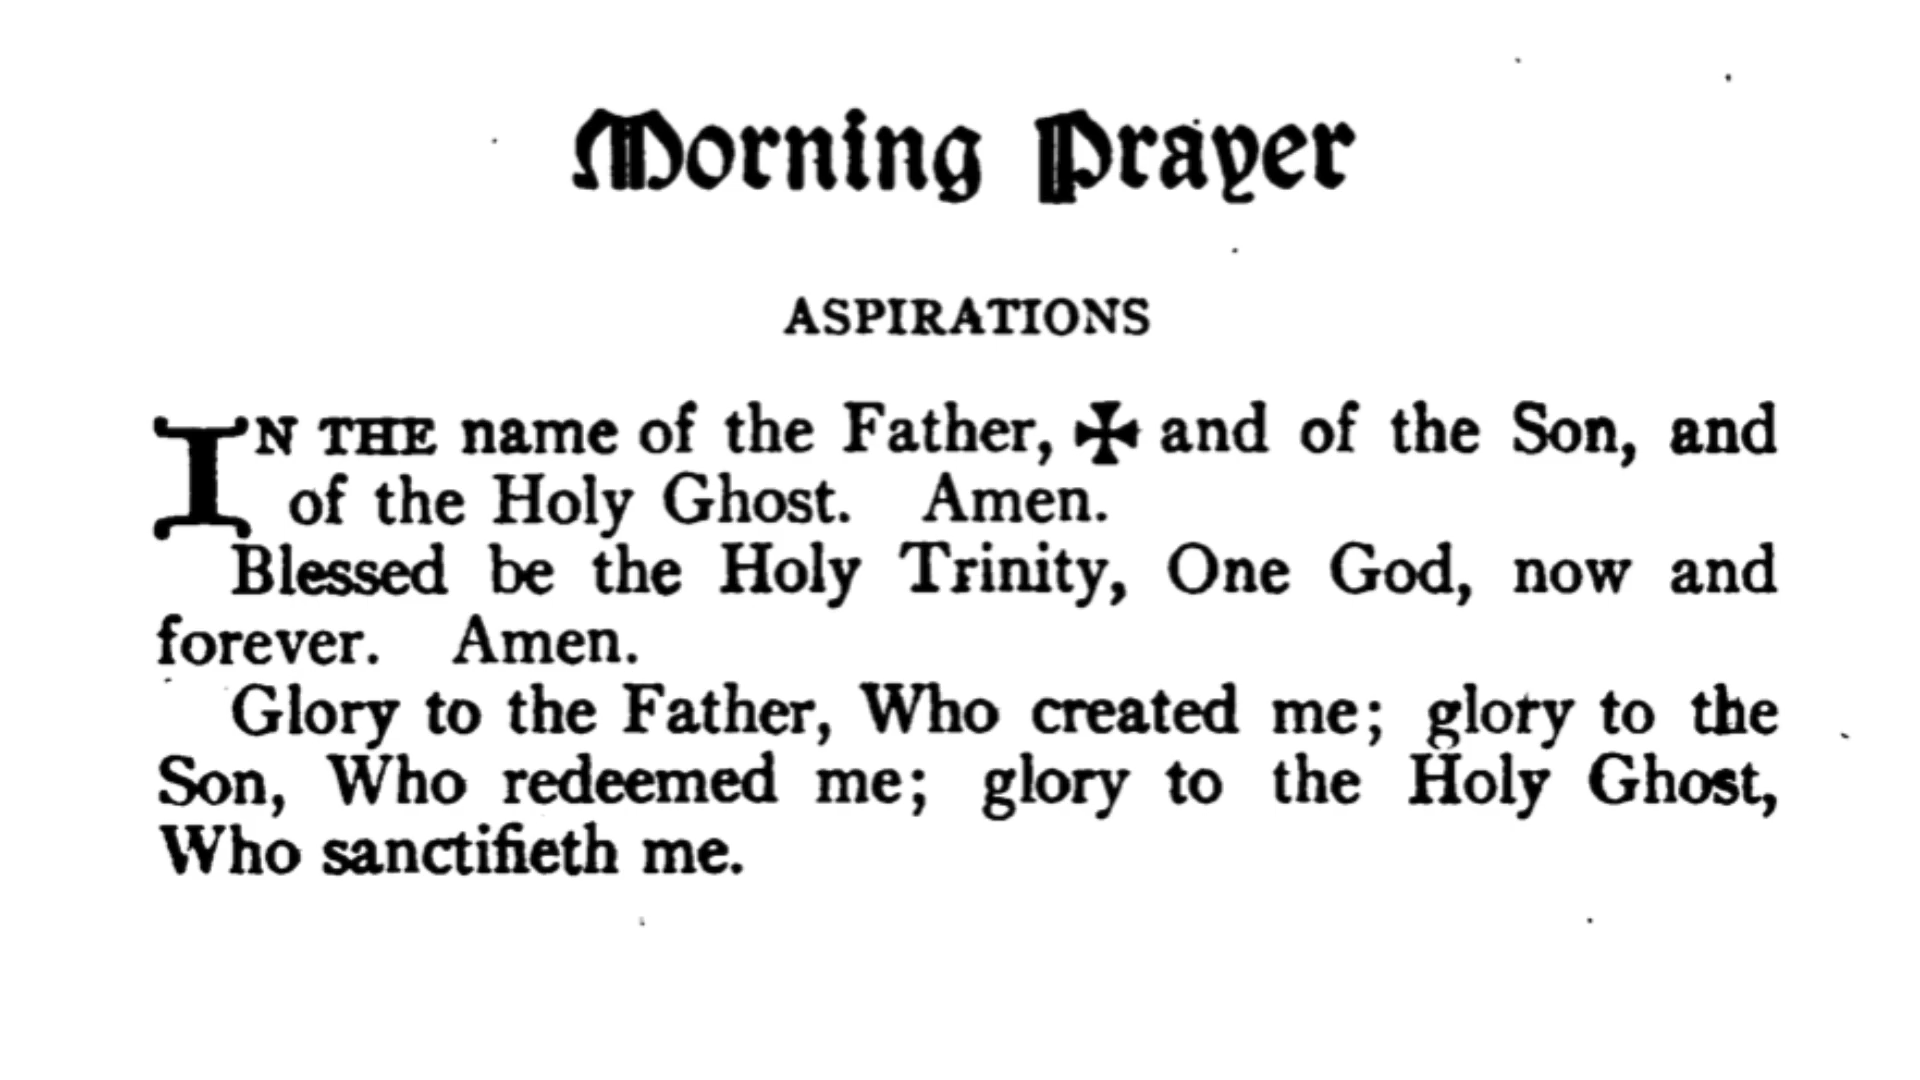 Morning Prayer
ASPIRATIONS
IN THE name of the Father, ✠ and of the Son, and
of the Holy Ghost. Amen.
Blessed be the Holy Trinity, One God, now and
forever. Amen.
Glory to the Father, Who created me; glory to the
Son, Who redeemed me; glory to the Holy Ghost,
Who sanctifieth me.